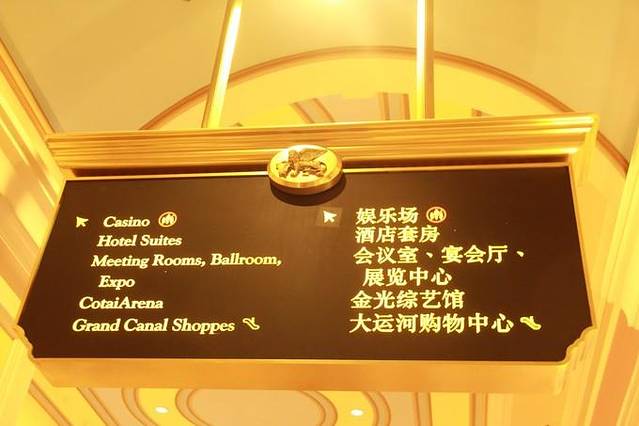 Casino
Hotel Suites
Meeting Rooms, Ballroom,
Expo
CotaiArena
Grand Canal Shoppes
娱乐场
酒店套房
会议室、宴会厅、
展览中心
金光综艺馆
大运河购物中心